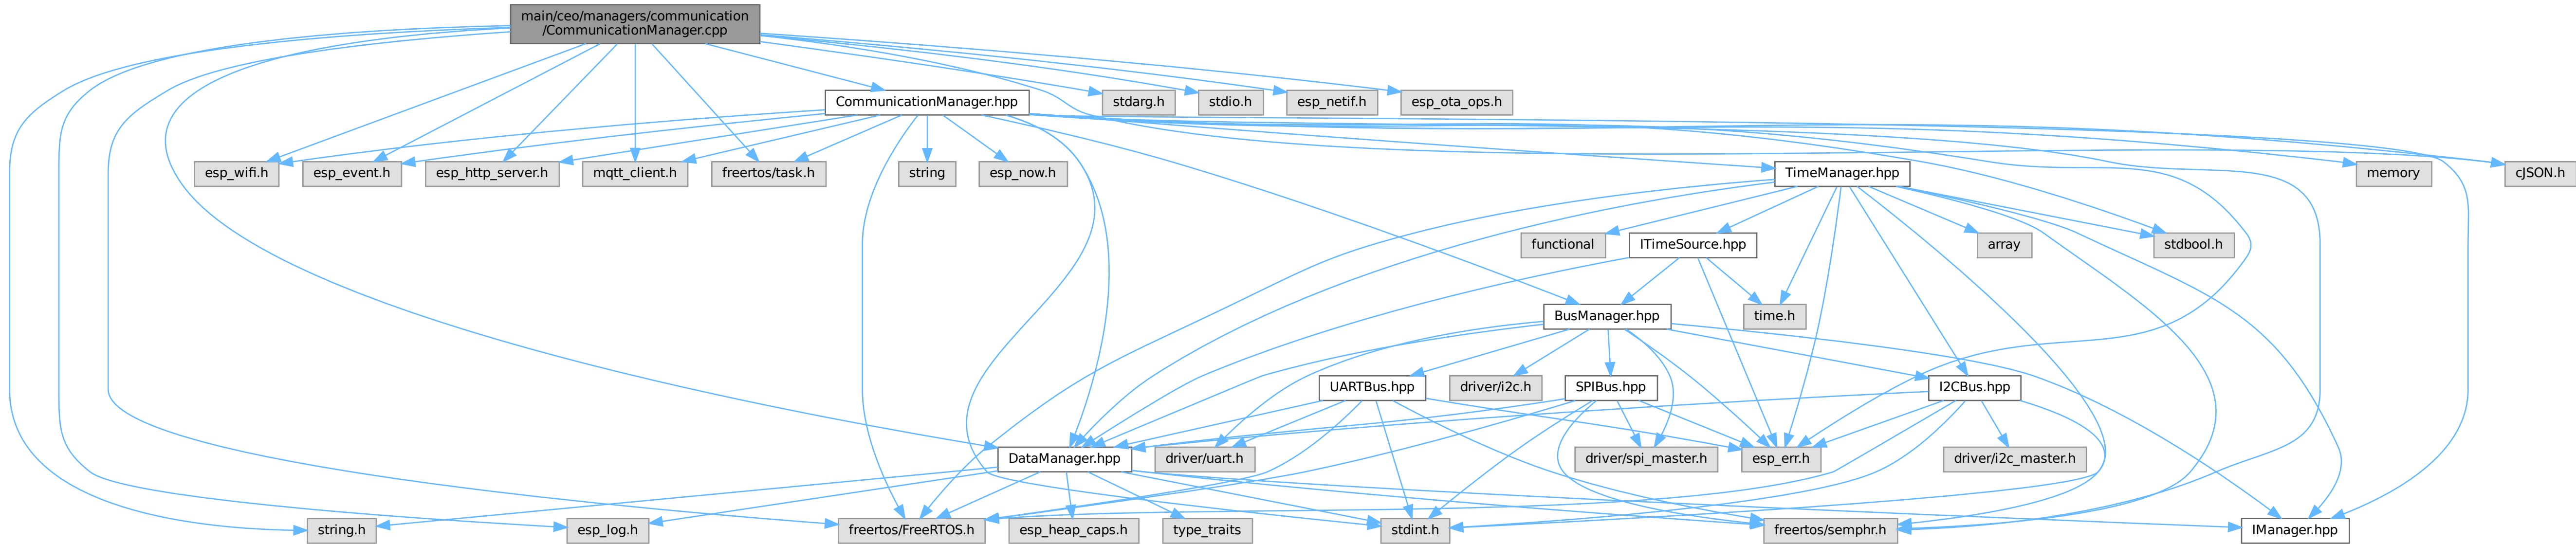 main/ceo/managers/communication
/CommunicationManager.cpp
CommunicationManager.hpp
stdarg.h
stdio.h
esp_netif.h
esp_ota_ops.h
esp_wifi.h
esp_event.h
esp_http_server.h
mqtt_client.h
freertos/task.h
string
esp_now.h
TimeManager.hpp
memory
cJSON.h
functional
ITimeSource.hpp
array
stdbool.h
BusManager.hpp
time.h
UARTBus.hpp
driver/i2c.h
SPIBus.hpp
I2CBus.hpp
DataManager.hpp
driver/uart.h
driver/spi_master.h
esp_err.h
driver/i2c_master.h
string.h
esp_log.h
freertos/FreeRTOS.h
esp_heap_caps.h
type_traits
stdint.h
freertos/semphr.h
IManager.hpp